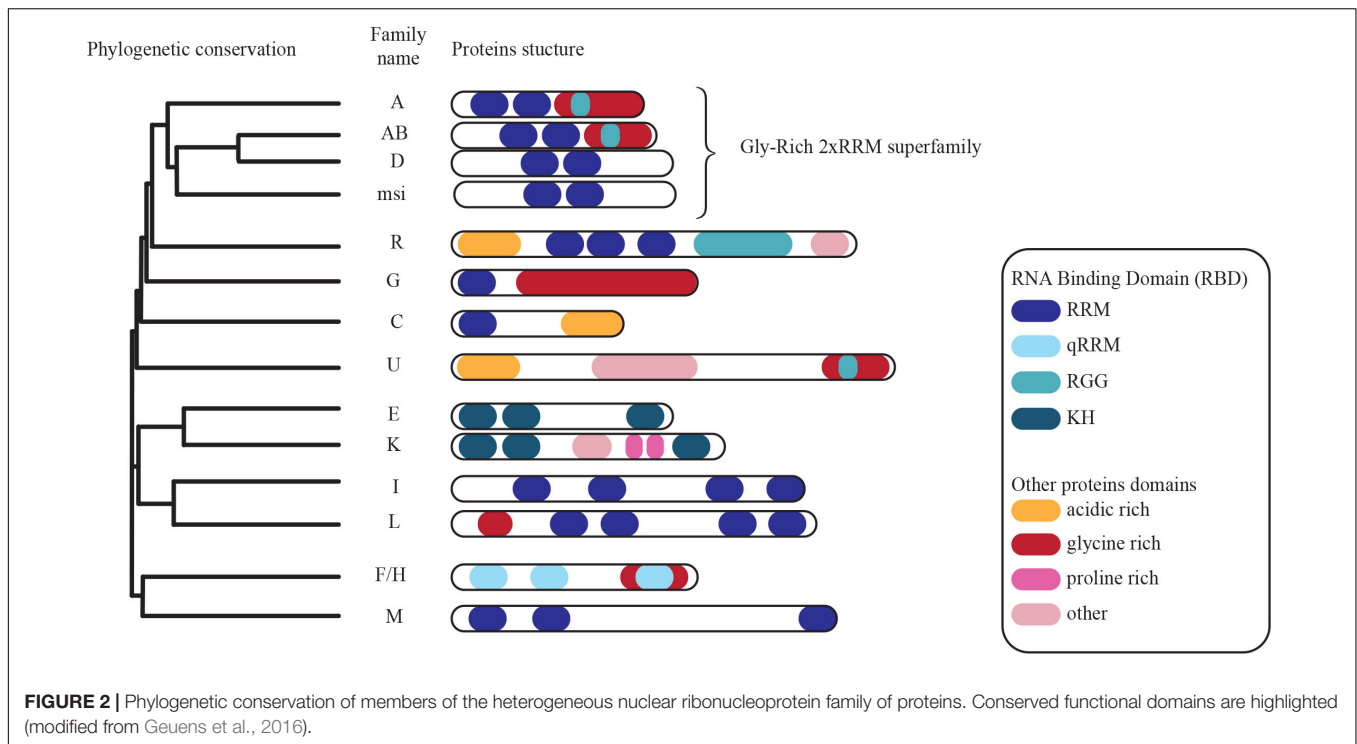 Phylogenetic conservation
Family
name
Proteins stucture
A
AB
D
msi
R
G
C
U
E
K
I
L
F/H
M
Gly-Rich 2xRRM superfamily
RNA Binding Domain (RBD)
RRM
qRRM
RGG
KH
Other proteins domains
acidic rich
glycine rich
proline rich
other
FIGURE 2 | Phylogenetic conservation of members of the heterogeneous nuclear ribonucleoprotein family of proteins. Conserved functional domains are highlighted
(modified from Geuens et al., 2016).